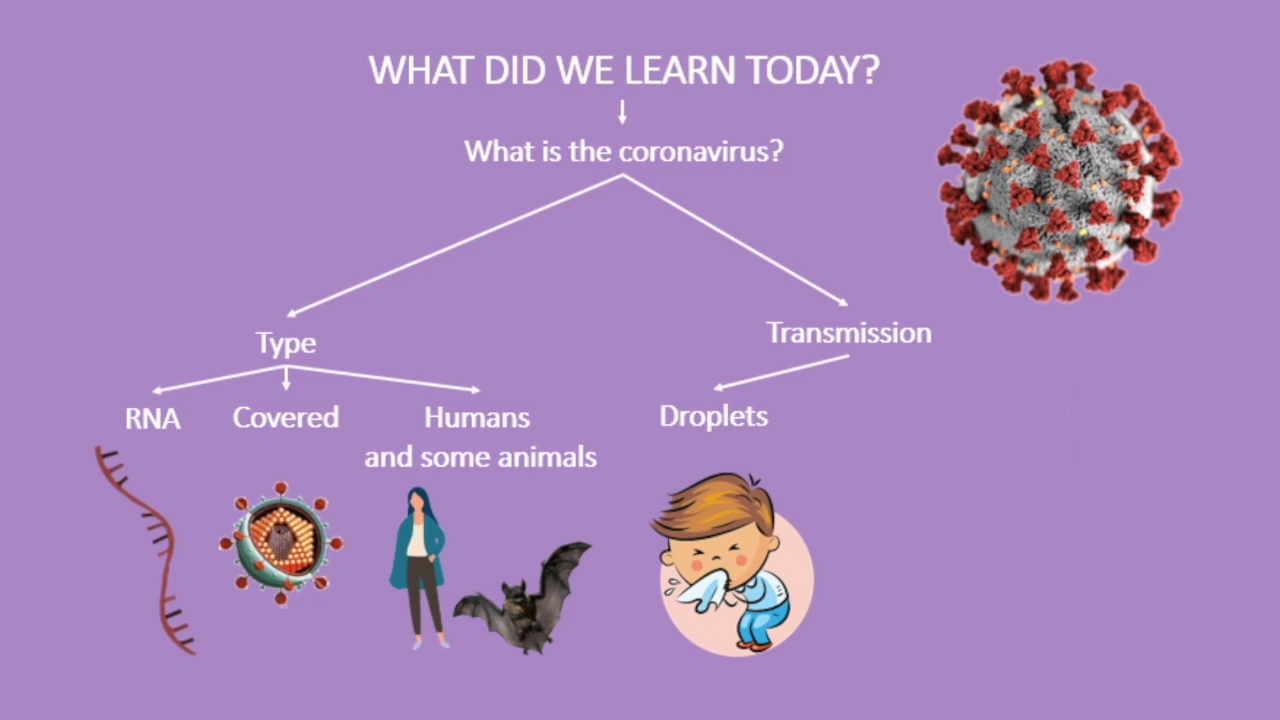 WHAT DID WE LEARN TODAY?
What is the coronavirus?
Type
Transmission
RNA
Covered
Humans
and some animals
Droplets